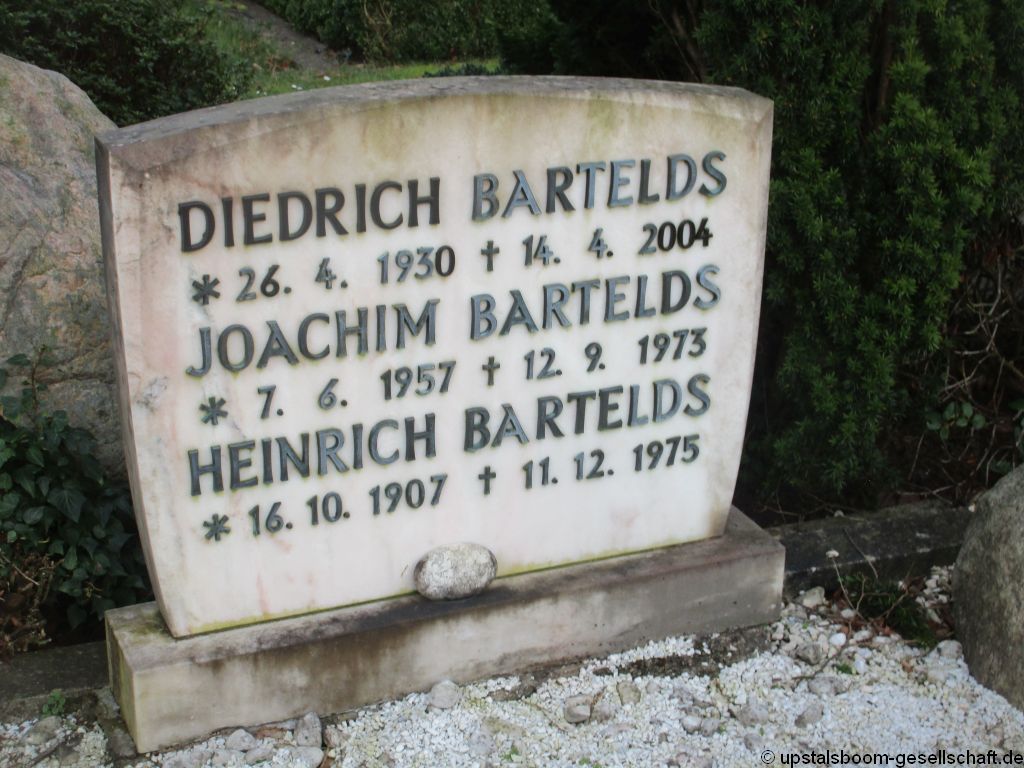 DIEDRICH BARTELDS
* 26. 4. 1930 † 14. 4. 2004
JOACHIM BARTELDS
* 7. 6. 1957 † 12. 9. 1973
HEINRICH BARTELDS
* 16. 10. 1907 † 11. 12. 1975
© upstalsboom-gesellschaft.de